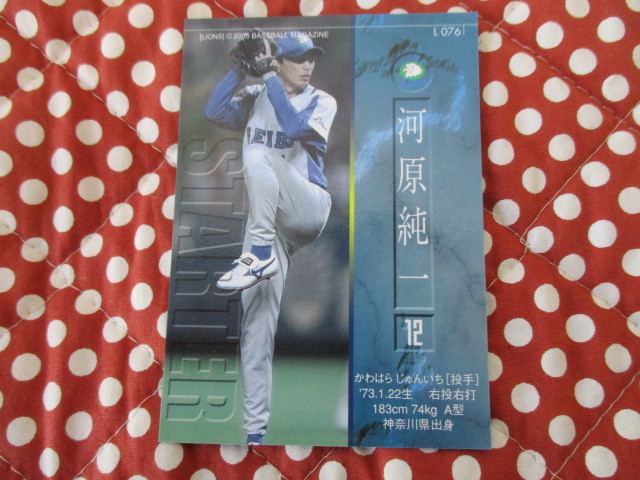 [LIONS] © 2005 BASEBALL MAGAZINE
L 076
STARTER
SEIBU
河原純一
12
かわはら じゅんいち [投手]
'73.1.22生 右投右打
183cm 74kg A型
神奈川県出身